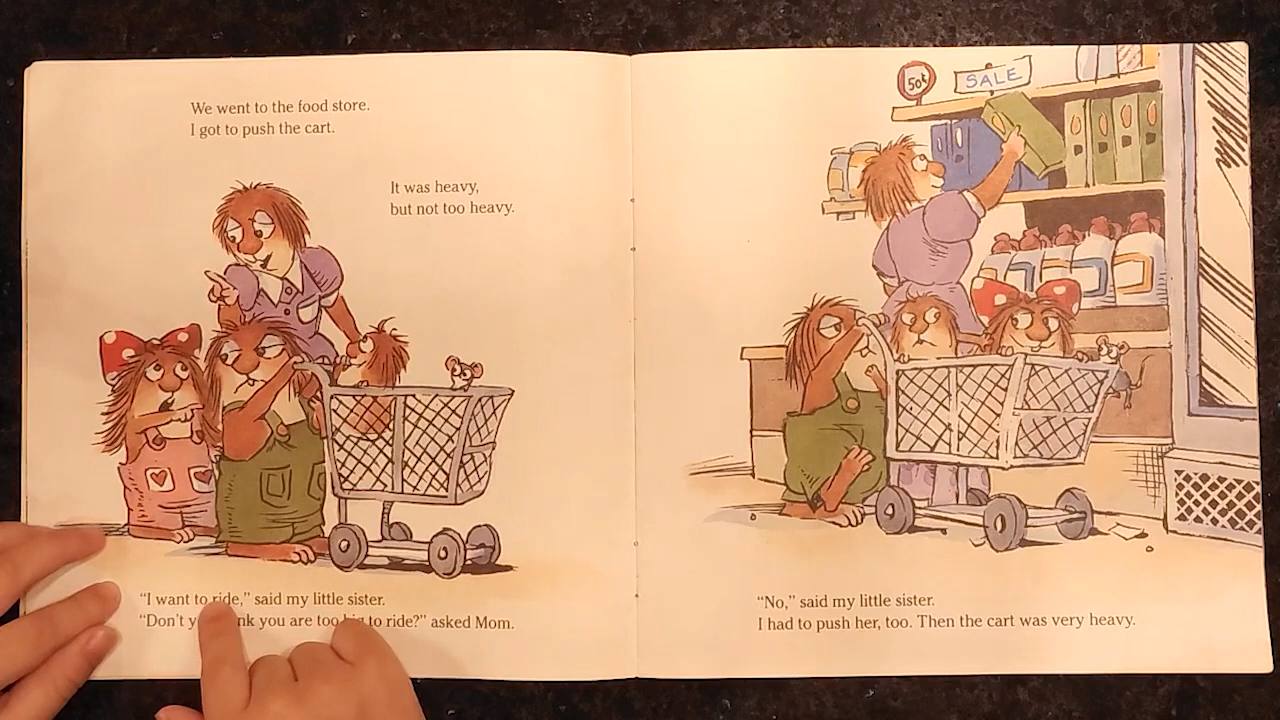 We went to the food store.
I got to push the cart.
It was heavy,
but not too heavy.
"I want to ride," said my little sister.
"Don't you are too to ride?" asked Mom.
50¢
SALE
"No," said my little sister.
I had to push her, too. Then the cart was very heavy.